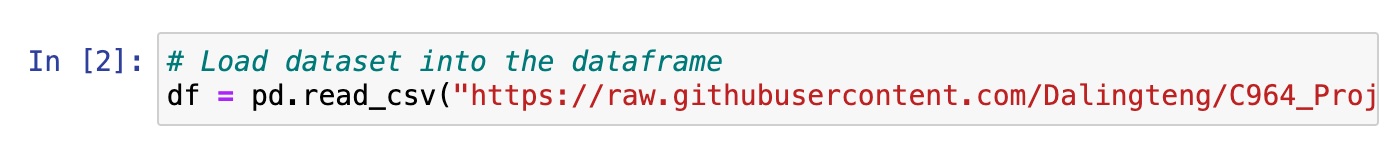 In [2]: # Load dataset into the dataframe
df = pd.read_csv("https://raw.githubusercontent.com/Dalingteng/C964_Proj